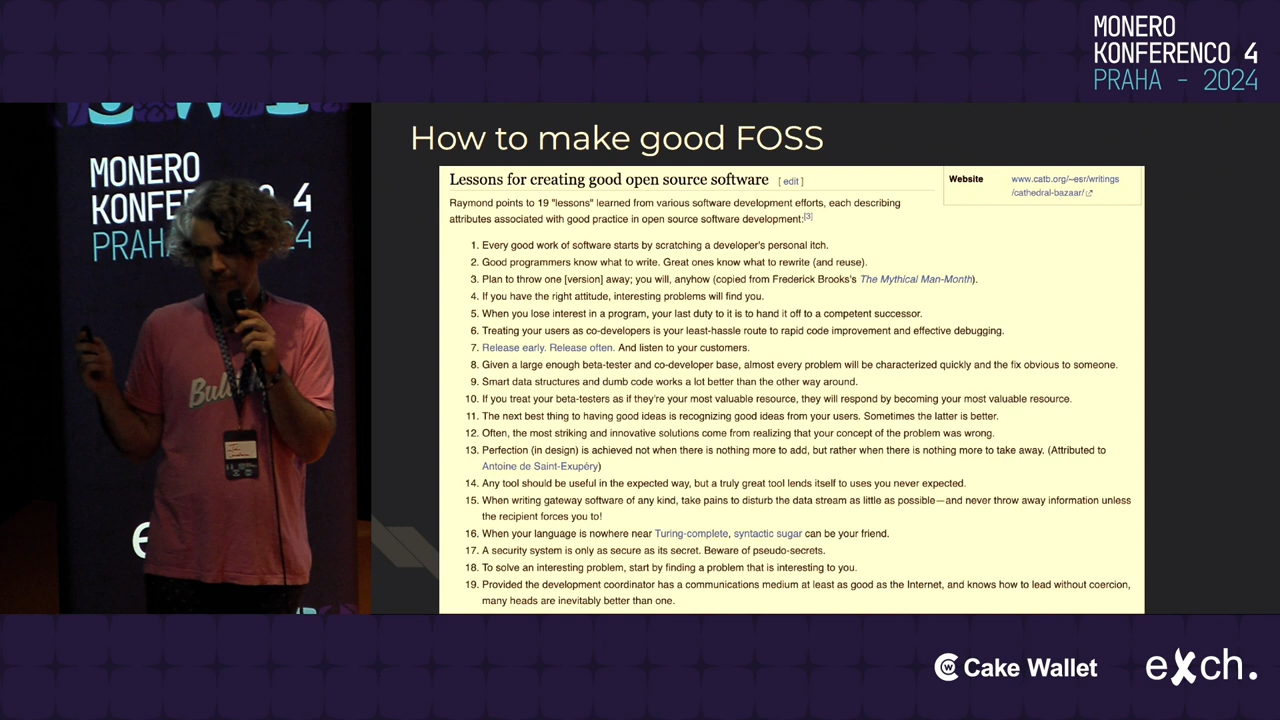 MONERO
KONFERENCO 4
PRAHA - 2024
MONERO
4
PRAHA
24
How to make good FOSS
Lessons for creating good open source software [ edit ]
Website www.catb.org/~esr/writings
/cathedral-bazaar/
Raymond points to 19 "lessons" learned from various software development efforts, each describing
attributes associated with good practice in open source software development:[3]
1. Every good work of software starts by scratching a developer's personal itch.
2. Good programmers know what to write. Great ones know what to rewrite (and reuse).
3. Plan to throw one [version] away; you will, anyhow (copied from Frederick Brooks's The Mythical Man-Month).
4. If you have the right attitude, interesting problems will find you.
5. When you lose interest in a program, your last duty to it is to hand it off to a competent successor.
6. Treating your users as co-developers is your least-hassle route to rapid code improvement and effective debugging.
7. Release early. Release often. And listen to your customers.
8. Given a large enough beta-tester and co-developer base, almost every problem will be characterized quickly and the fix obvious to someone.
9. Smart data structures and dumb code works a lot better than the other way around.
10. If you treat your beta-testers as if they're your most valuable resource, they will respond by becoming your most valuable resource.
11. The next best thing to having good ideas is recognizing good ideas from your users. Sometimes the latter is better.
12. Often, the most striking and innovative solutions come from realizing that your concept of the problem was wrong.
13. Perfection (in design) is achieved not when there is nothing more to add, but rather when there is nothing more to take away. (Attributed to
Antoine de Saint-Exupéry)
14. Any tool should be useful in the expected way, but a truly great tool lends itself to uses you never expected.
15. When writing gateway software of any kind, take pains to disturb the data stream as little as possible—and never throw away information unless
the recipient forces you to!
16. When your language is nowhere near Turing-complete, syntactic sugar can be your friend.
17. A security system is only as secure as its secret. Beware of pseudo-secrets.
18. To solve an interesting problem, start by finding a problem that is interesting to you.
19. Provided the development coordinator has a communications medium at least as good as the Internet, and knows how to lead without coercion,
many heads are inevitably better than one.
Cake Wallet
eXch.